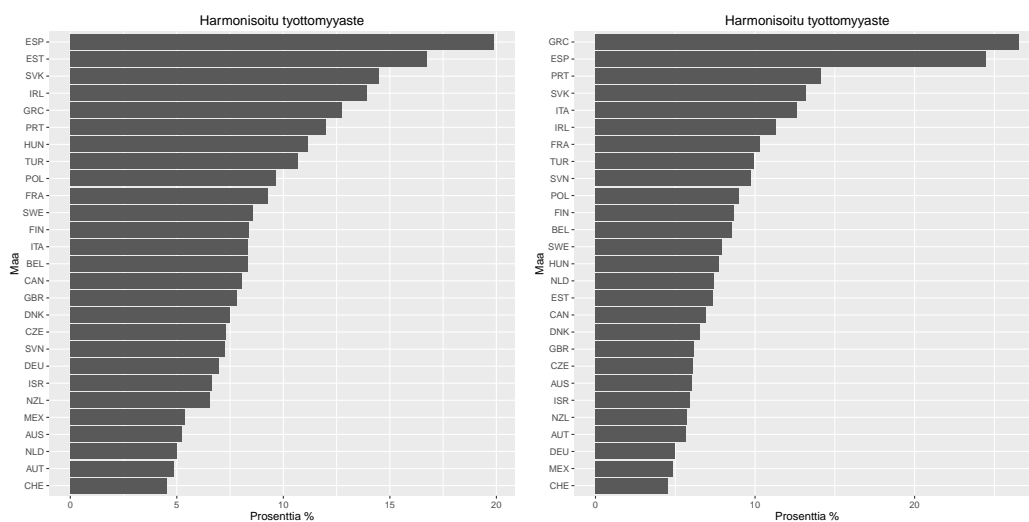 Harmonisoitu tyottomyyaste
ESP
EST
SVK
IRL
GRC
PRT
HUN
TUR
POL
FRA
SWE
FIN
ITA
BEL
CAN
GBR
DNK
CZE
SVN
DEU
ISR
NZL
MEX
AUS
NLD
AUT
CHE
Maa
0 5 10 15 20
Prosenttia %
Harmonisoitu tyottomyyaste
GRC
ESP
PRT
SVK
ITA
IRL
FRA
TUR
SVN
POL
FIN
BEL
SWE
HUN
NLD
EST
CAN
DNK
GBR
CZE
AUS
ISR
NZL
AUT
DEU
MEX
CHE
Maa
0 10 20
Prosenttia %